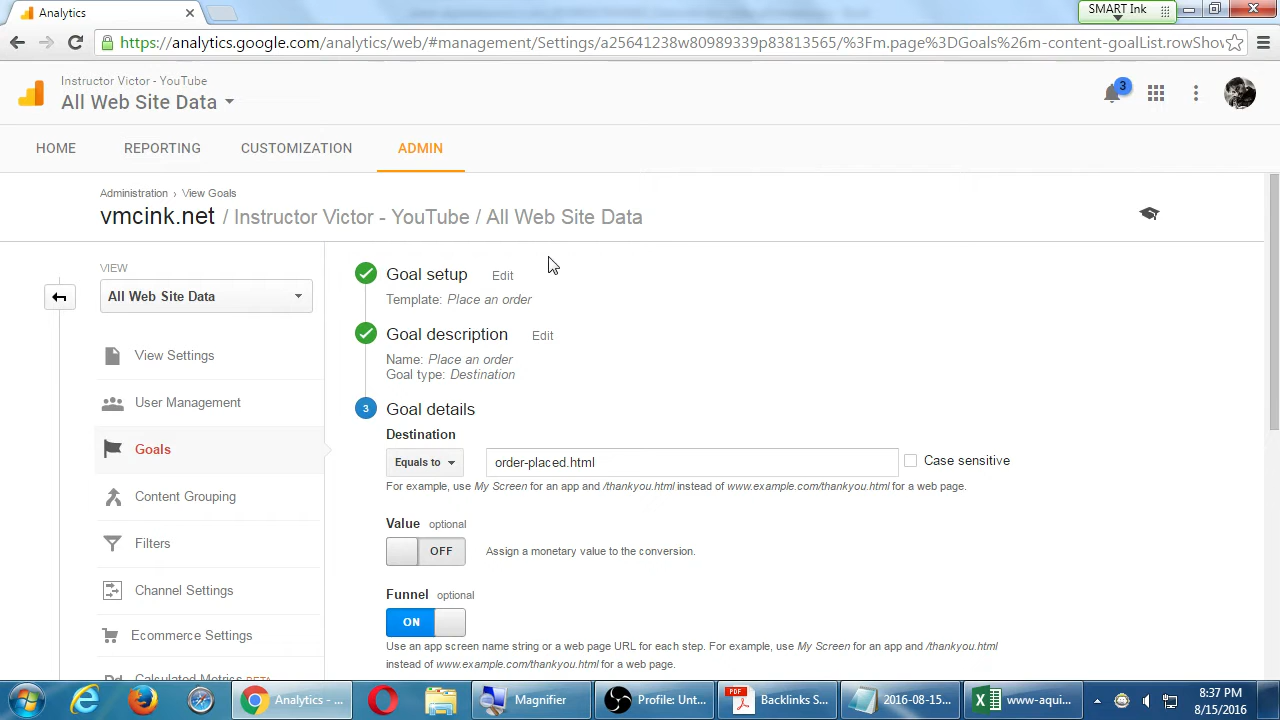 Analytics
SMART Ink
https://analytics.google.com/analytics/web/#management/Settings/a25641238w80989339p83813565/%3Fm.page%3DGoals%26m-content-goalList.rowShow
Instructor Victor - YouTube
All Web Site Data
3
HOME
REPORTING
CUSTOMIZATION
ADMIN
Administration › View Goals
vmcink.net / Instructor Victor - YouTube / All Web Site Data
VIEW
All Web Site Data
View Settings
User Management
Goals
Content Grouping
Filters
Channel Settings
Ecommerce Settings
Calculated Metrics BETA
Goal setup Edit
Template: Place an order
Goal description Edit
Name: Place an order
Goal type: Destination
3 Goal details
Destination
Equals to order-placed.html Case sensitive
For example, use My Screen for an app and /thankyou.html instead of www.example.com/thankyou.html for a web page.
Value optional
OFF Assign a monetary value to the conversion.
Funnel optional
ON
Use an app screen name string or a web page URL for each step. For example, use My Screen for an app and /thankyou.html
instead of www.example.com/thankyou.html for a web page.
Analytics - ...
Magnifier
Profile: Unt...
PDF
Backlinks S...
2016-08-15...
www-aqui...
8:37 PM
8/15/2016